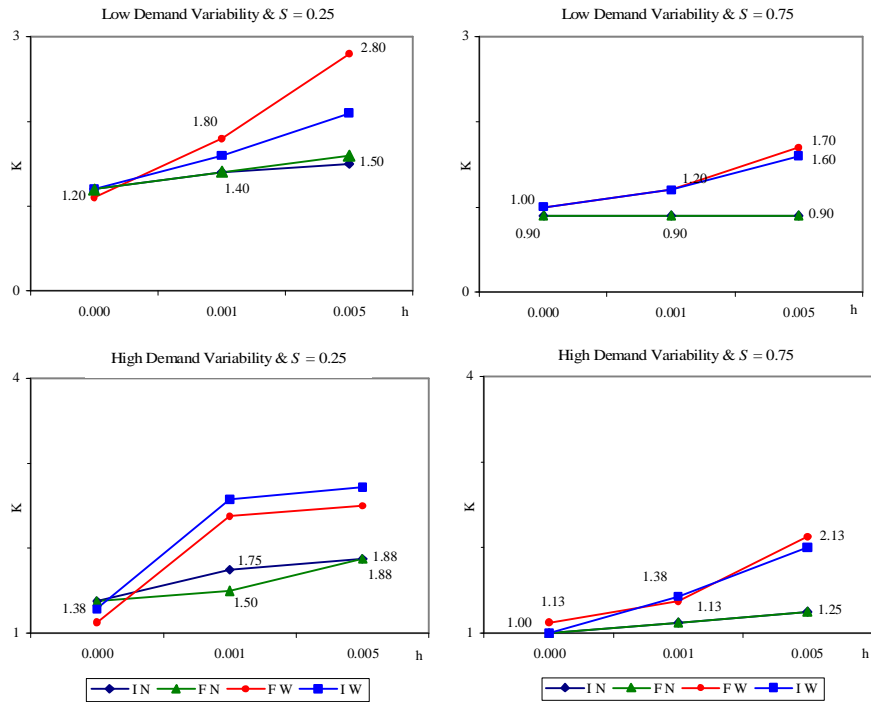 Low Demand Variability & S = 0.25
3
2.80
1.80
K
1.50
1.20
1.40
0
0.000
0.001
0.005
h
Low Demand Variability & S = 0.75
3
K
1.70
1.60
1.20
1.00
0.90
0.90
0.90
0
0.000
0.001
0.005
h
High Demand Variability & S = 0.25
4
K
1.75
1.88
1.88
1.38
1.50
1
0.000
0.001
0.005
h
I N
F N
F W
I W
High Demand Variability & S = 0.75
4
K
2.13
1.38
1.13
1.13
1.25
1.00
1
0.000
0.001
0.005
h
I N
F N
F W
I W